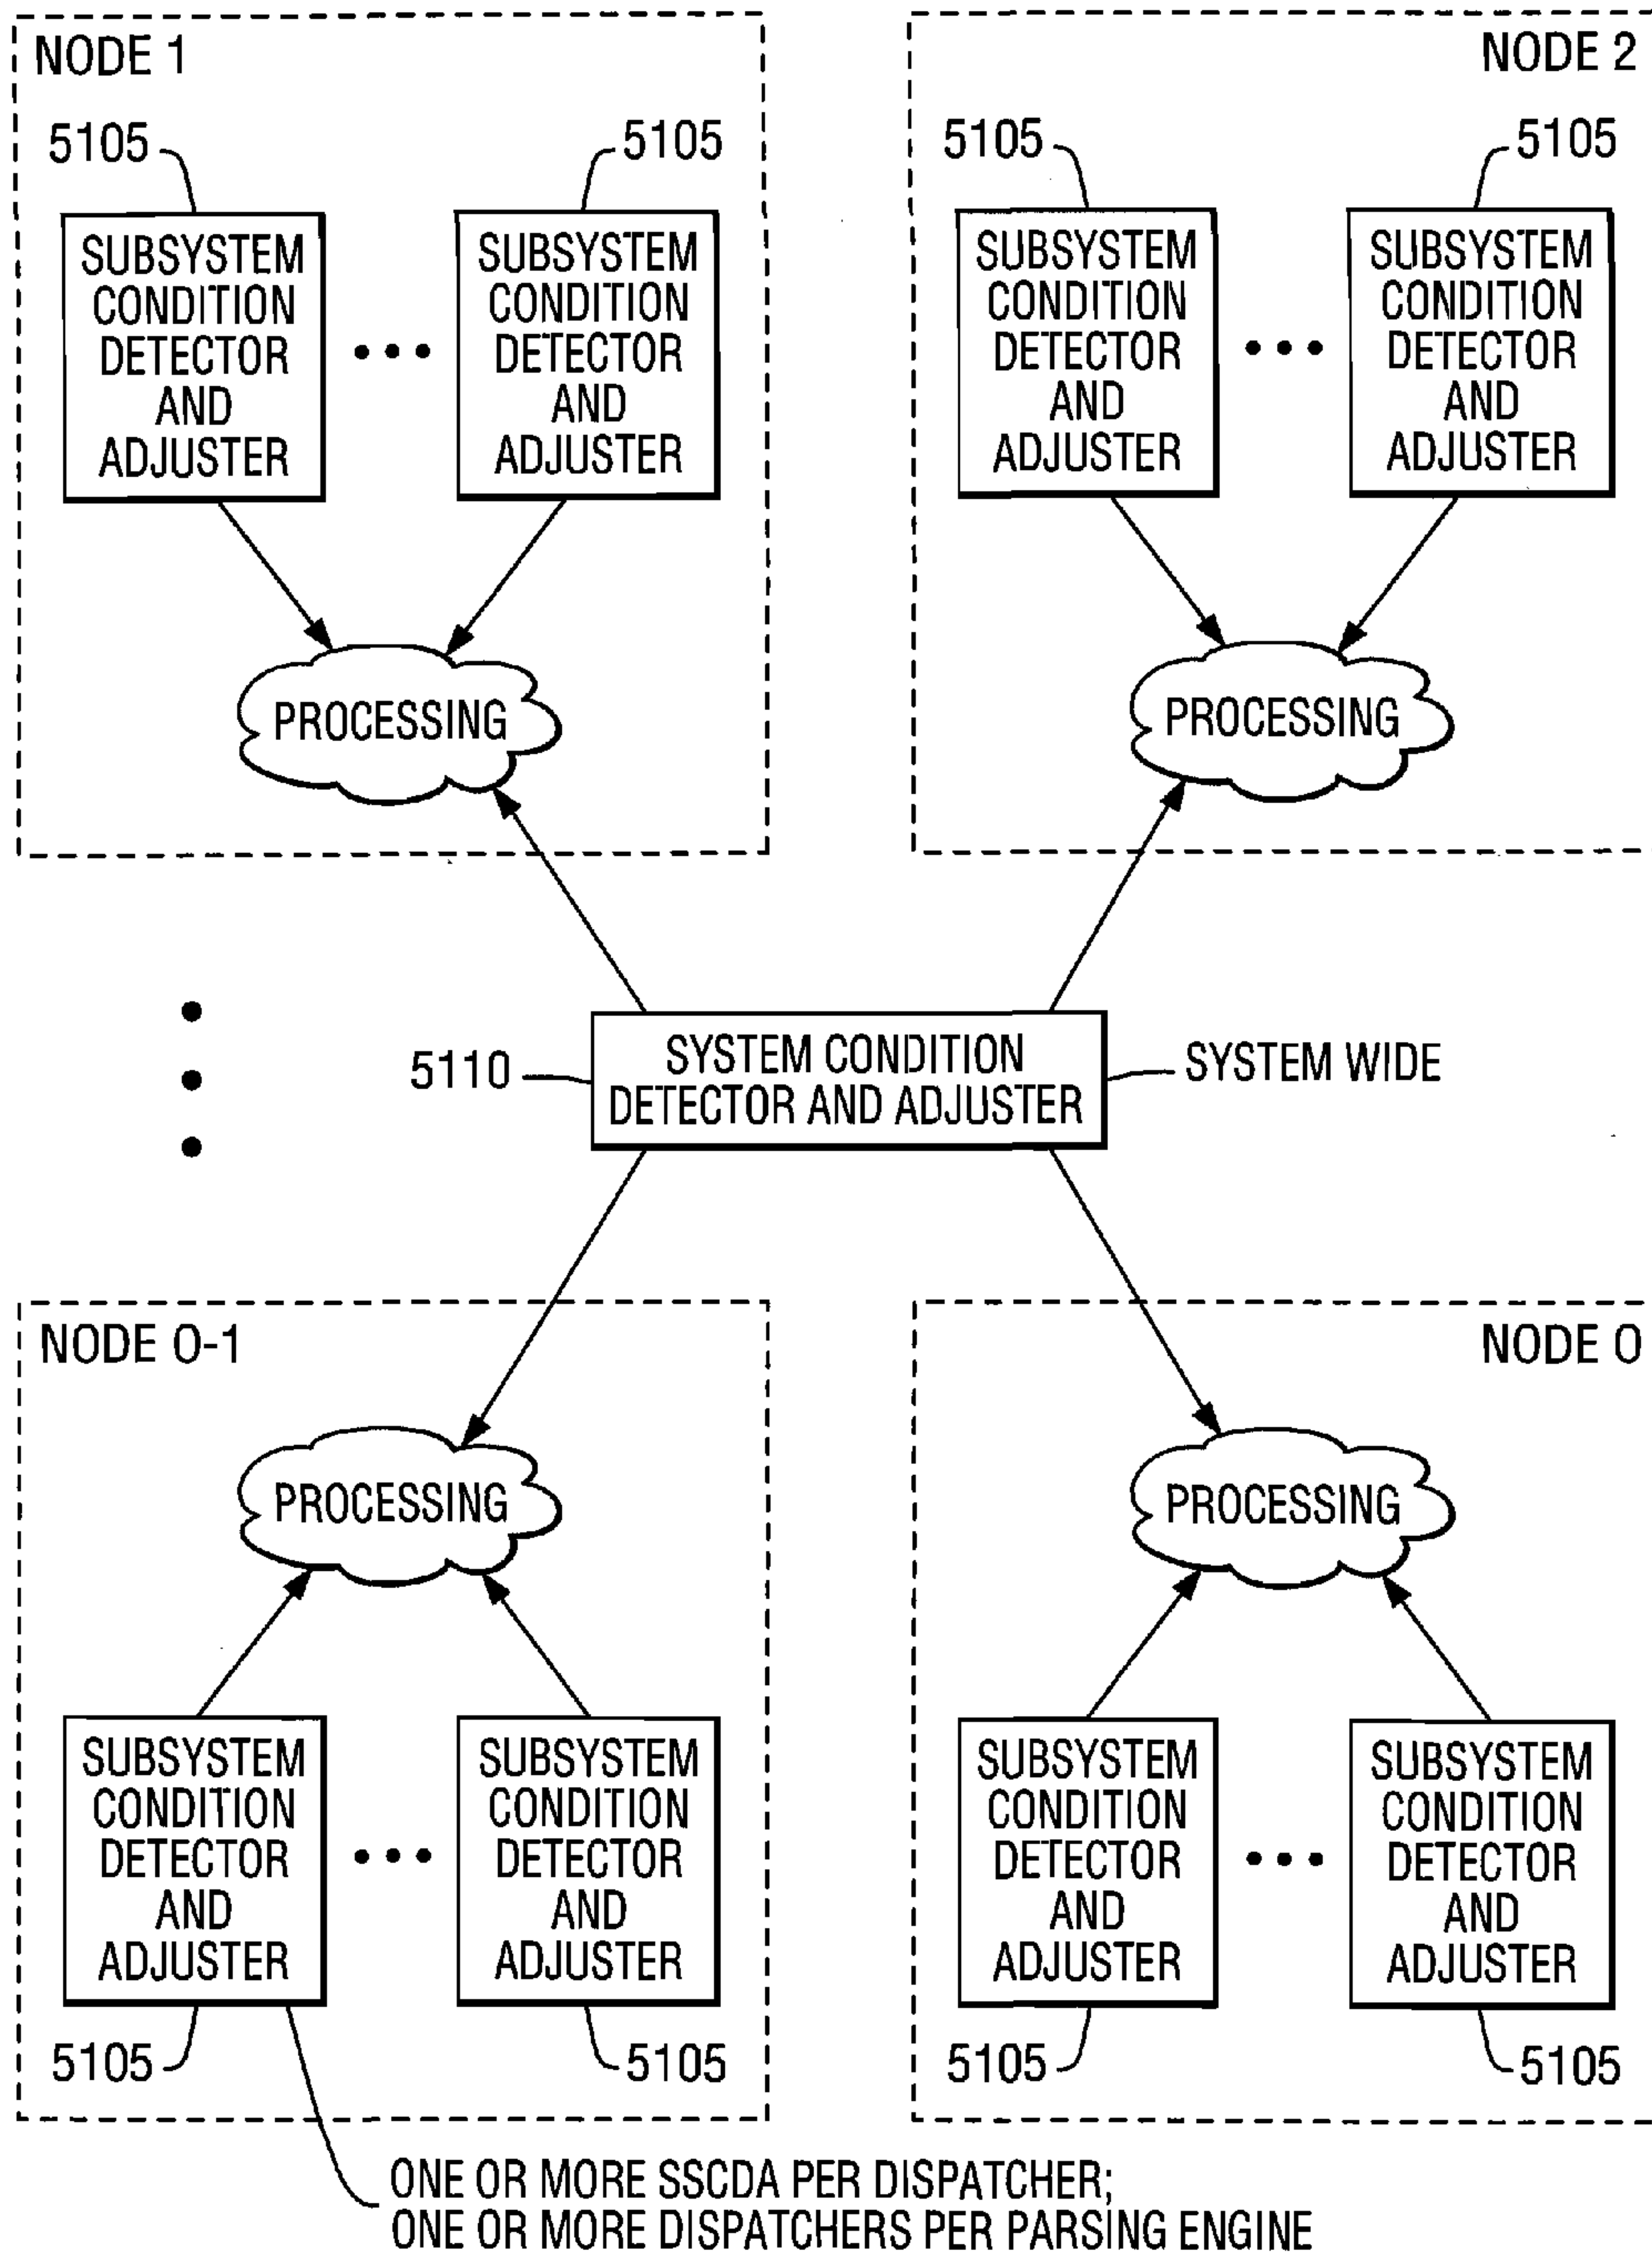 NODE 1
5105
5105
SUBSYSTEM
CONDITION
DETECTOR
AND
ADJUSTER
SUBSYSTEM
CONDITION
DETECTOR
AND
ADJUSTER
PROCESSING
NODE 2
5105
5105
SUBSYSTEM
CONDITION
DETECTOR
AND
ADJUSTER
SUBSYSTEM
CONDITION
DETECTOR
AND
ADJUSTER
PROCESSING
5110
SYSTEM CONDITION
DETECTOR AND ADJUSTER
SYSTEM WIDE
NODE O-1
PROCESSING
SUBSYSTEM
CONDITION
DETECTOR
AND
ADJUSTER
SUBSYSTEM
CONDITION
DETECTOR
AND
ADJUSTER
5105
5105
NODE O
PROCESSING
SUBSYSTEM
CONDITION
DETECTOR
AND
ADJUSTER
SUBSYSTEM
CONDITION
DETECTOR
AND
ADJUSTER
5105
5105
ONE OR MORE SSCDA PER DISPATCHER;
ONE OR MORE DISPATCHERS PER PARSING ENGINE